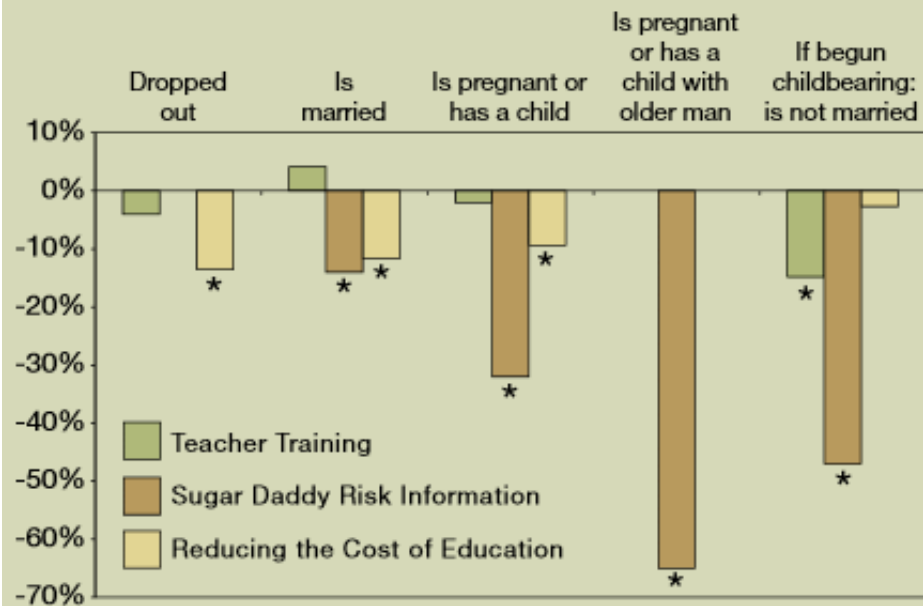 Dropped
out
Is
married
Is pregnant or
has a child
Is pregnant
or has a
child with
older man
If begun
childbearing:
is not married
10%
0%
-10%
-20%
-30%
-40%
-50%
-60%
-70%
*
*
*
*
*
*
*
*
Teacher Training
Sugar Daddy Risk Information
Reducing the Cost of Education